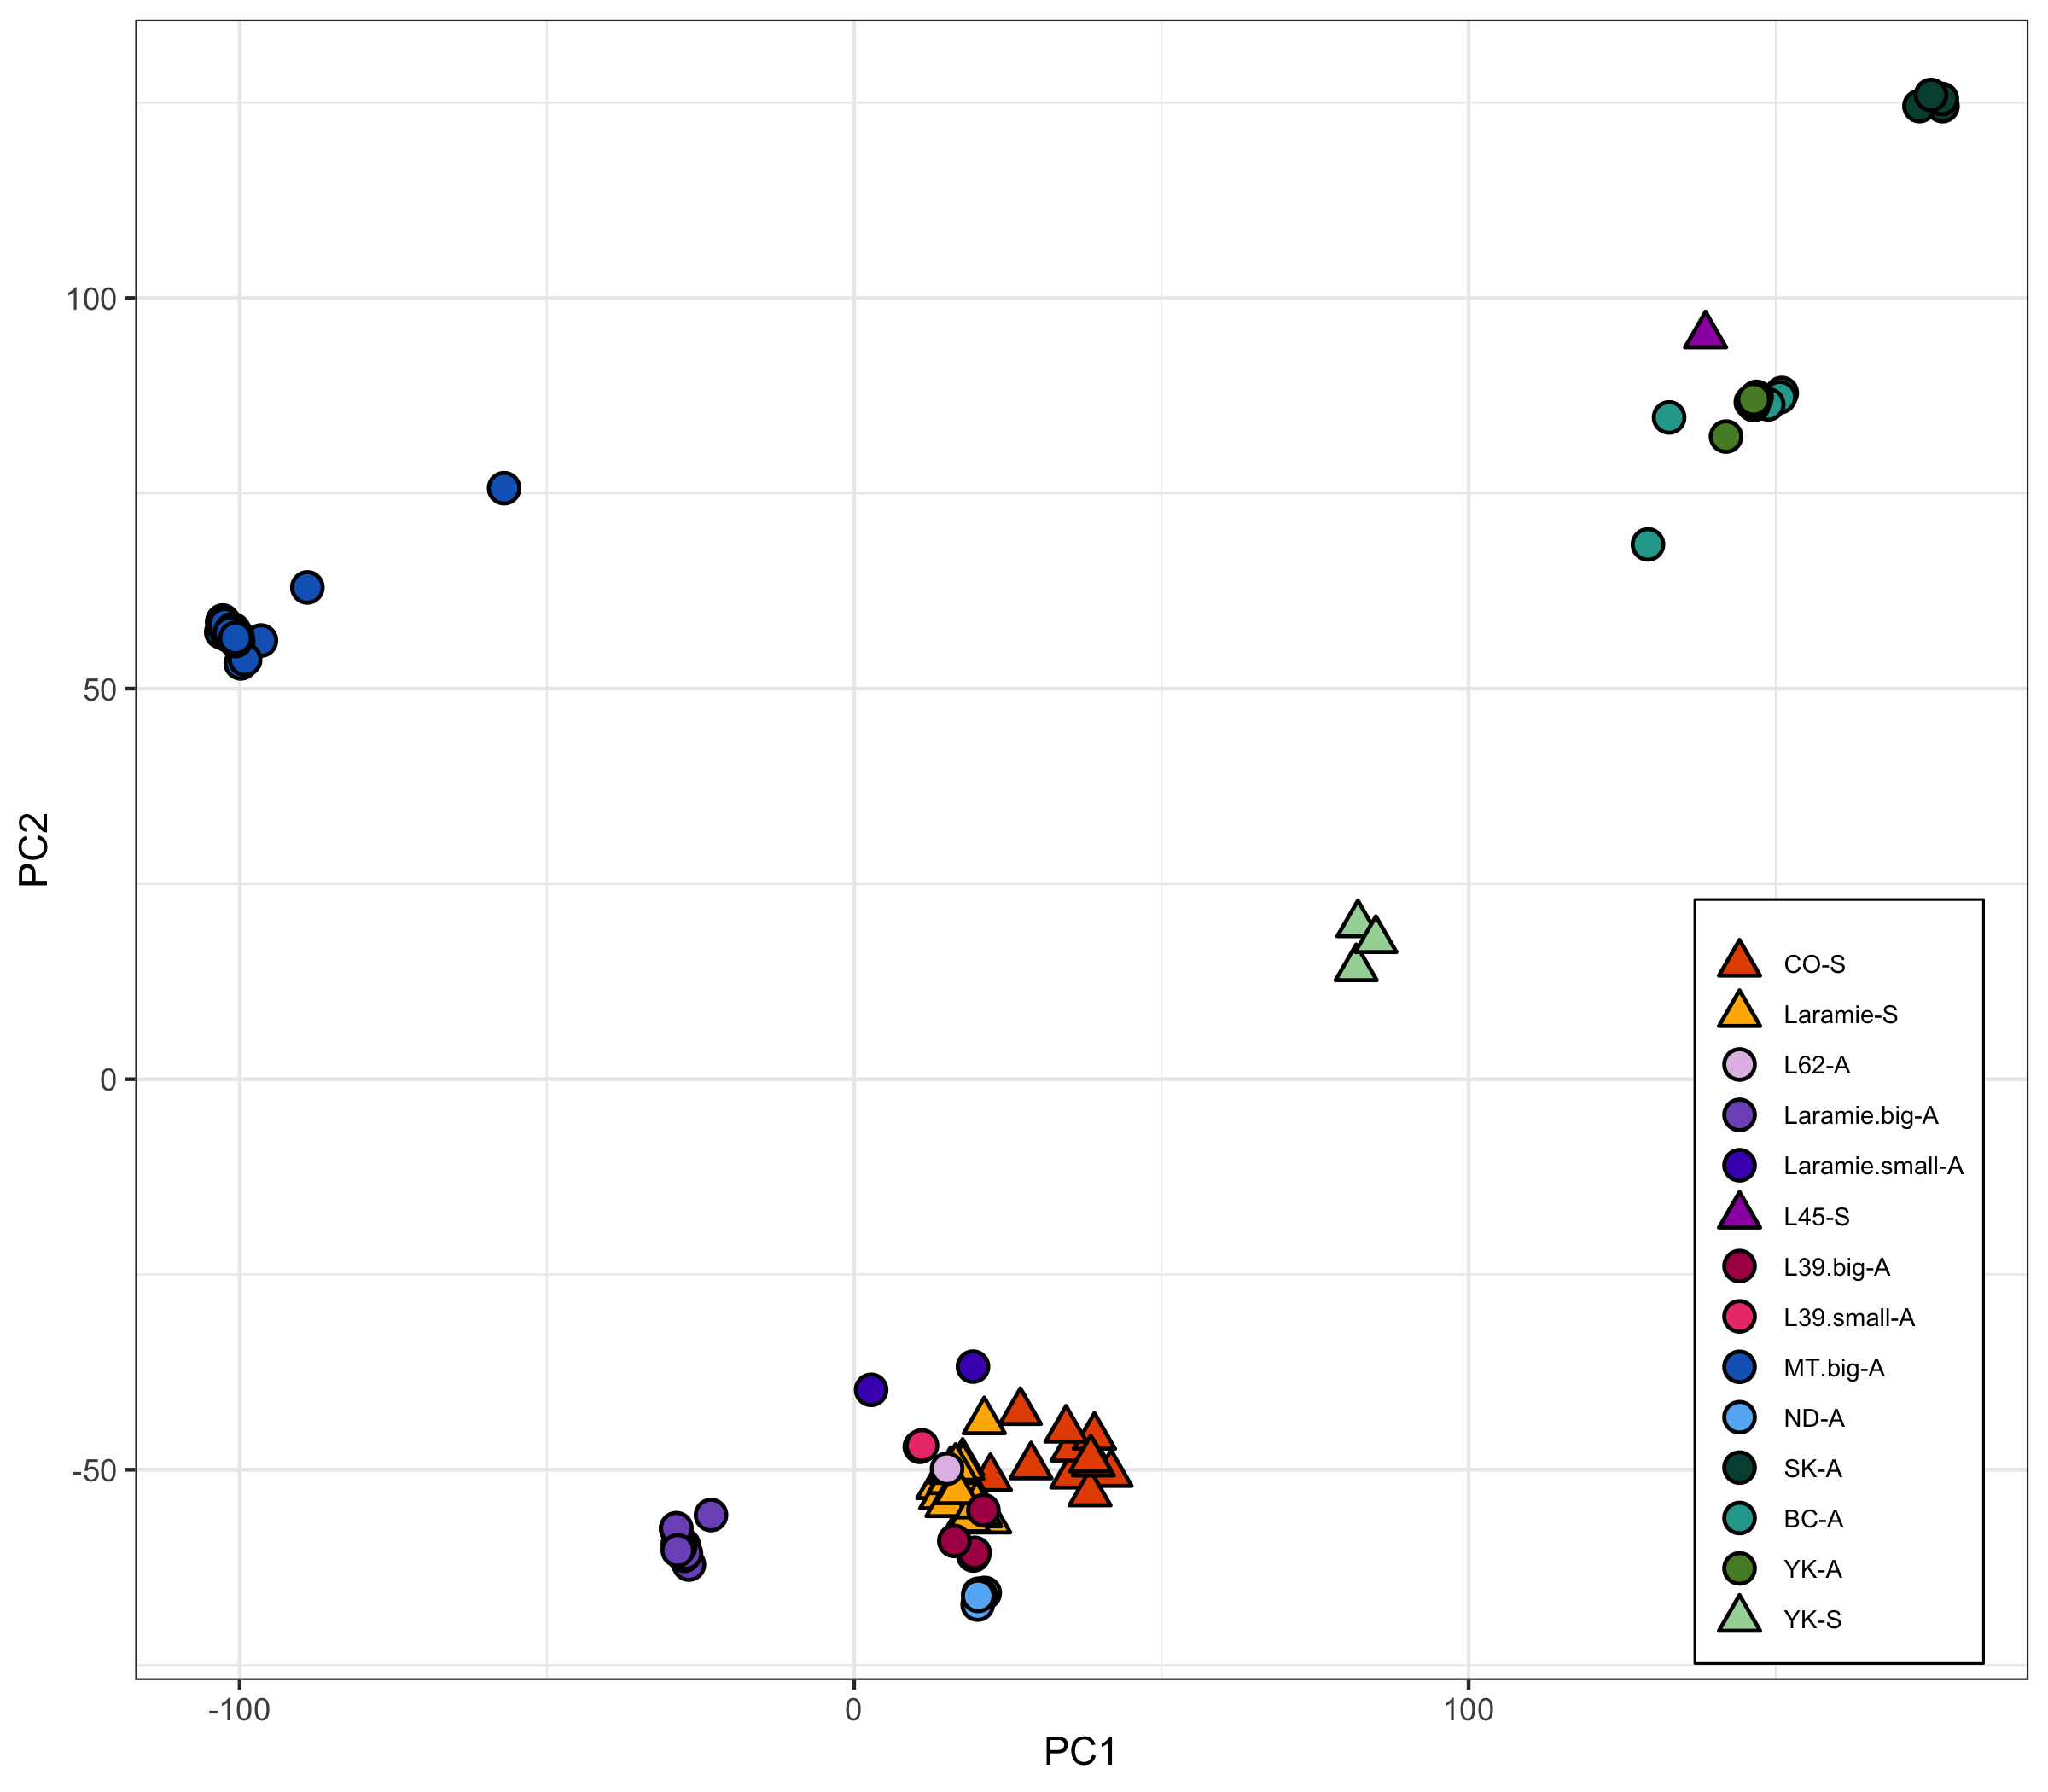 100
50
0
-50
PC2
-100
0
100
PC1
CO-S
Laramie-S
L62-A
Laramie.big-A
Laramie.small-A
L45-S
L39.big-A
L39.small-A
MT.big-A
ND-A
SK-A
BC-A
YK-A
YK-S